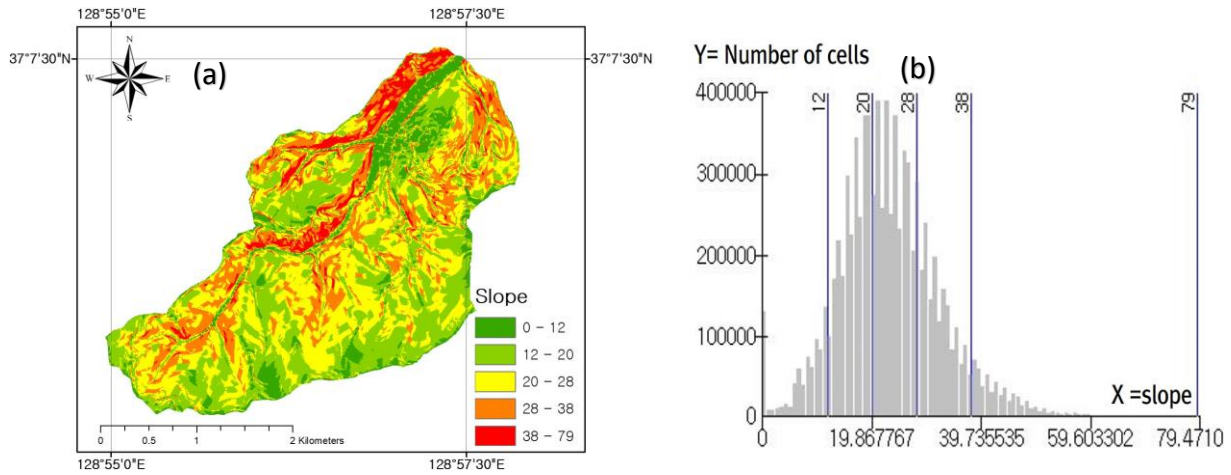 128°55'0"E 128°57'30"E
37°7'30"N 37°7'30"N
N
W E
S
(a)
Slope
0 - 12
12 - 20
20 - 28
28 - 38
38 - 79
0 0.5 1 2 Kilometers
128°55'0"E 128°57'30"E
Y= Number of cells
(b)
400000
300000
200000
100000
0
12 20 28 38 79
X =slope
0 19.867767 39.735535 59.603302 79.4710